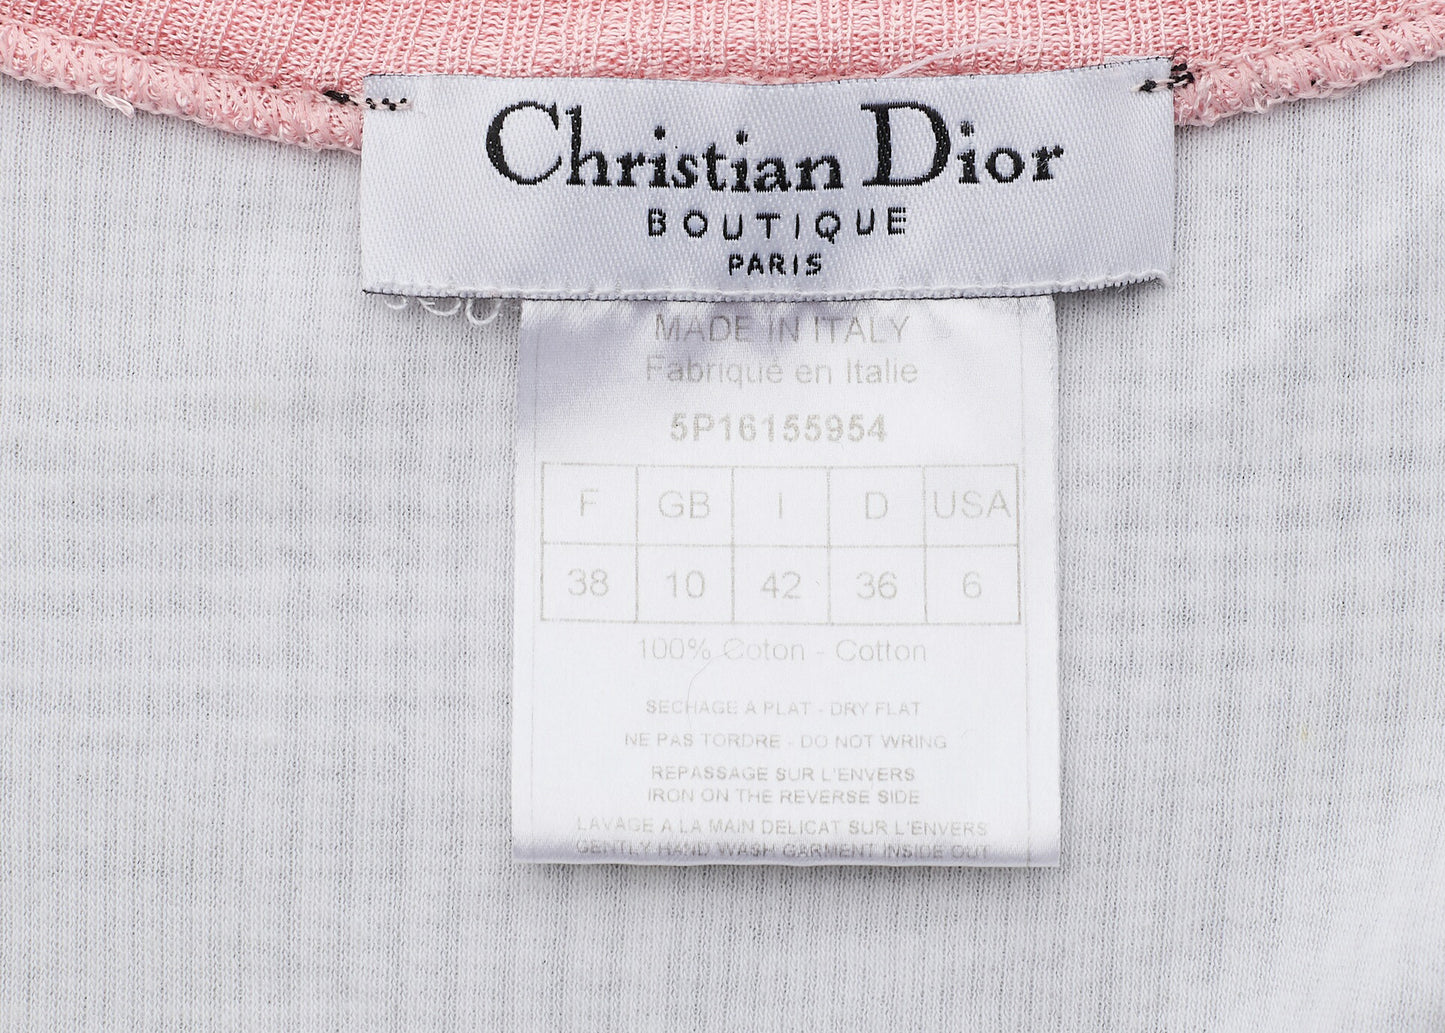 Christian Dior
BOUTIQUE
PARIS
MADE IN ITALY
Fabriqué en Italie
5P16155954
F GB I D USA
38 10 42 36 6
100% Coton - Cotton
SECHAGE A PLAT - DRY FLAT
NE PAS TORDRE - DO NOT WRING
REPASSAGE SUR L'ENVERS
IRON ON THE REVERSE SIDE
LAVAGE A LA MAIN DELICAT SUR L'ENVERS
GENTLY HAND WASH GARMENT INSIDE OUT